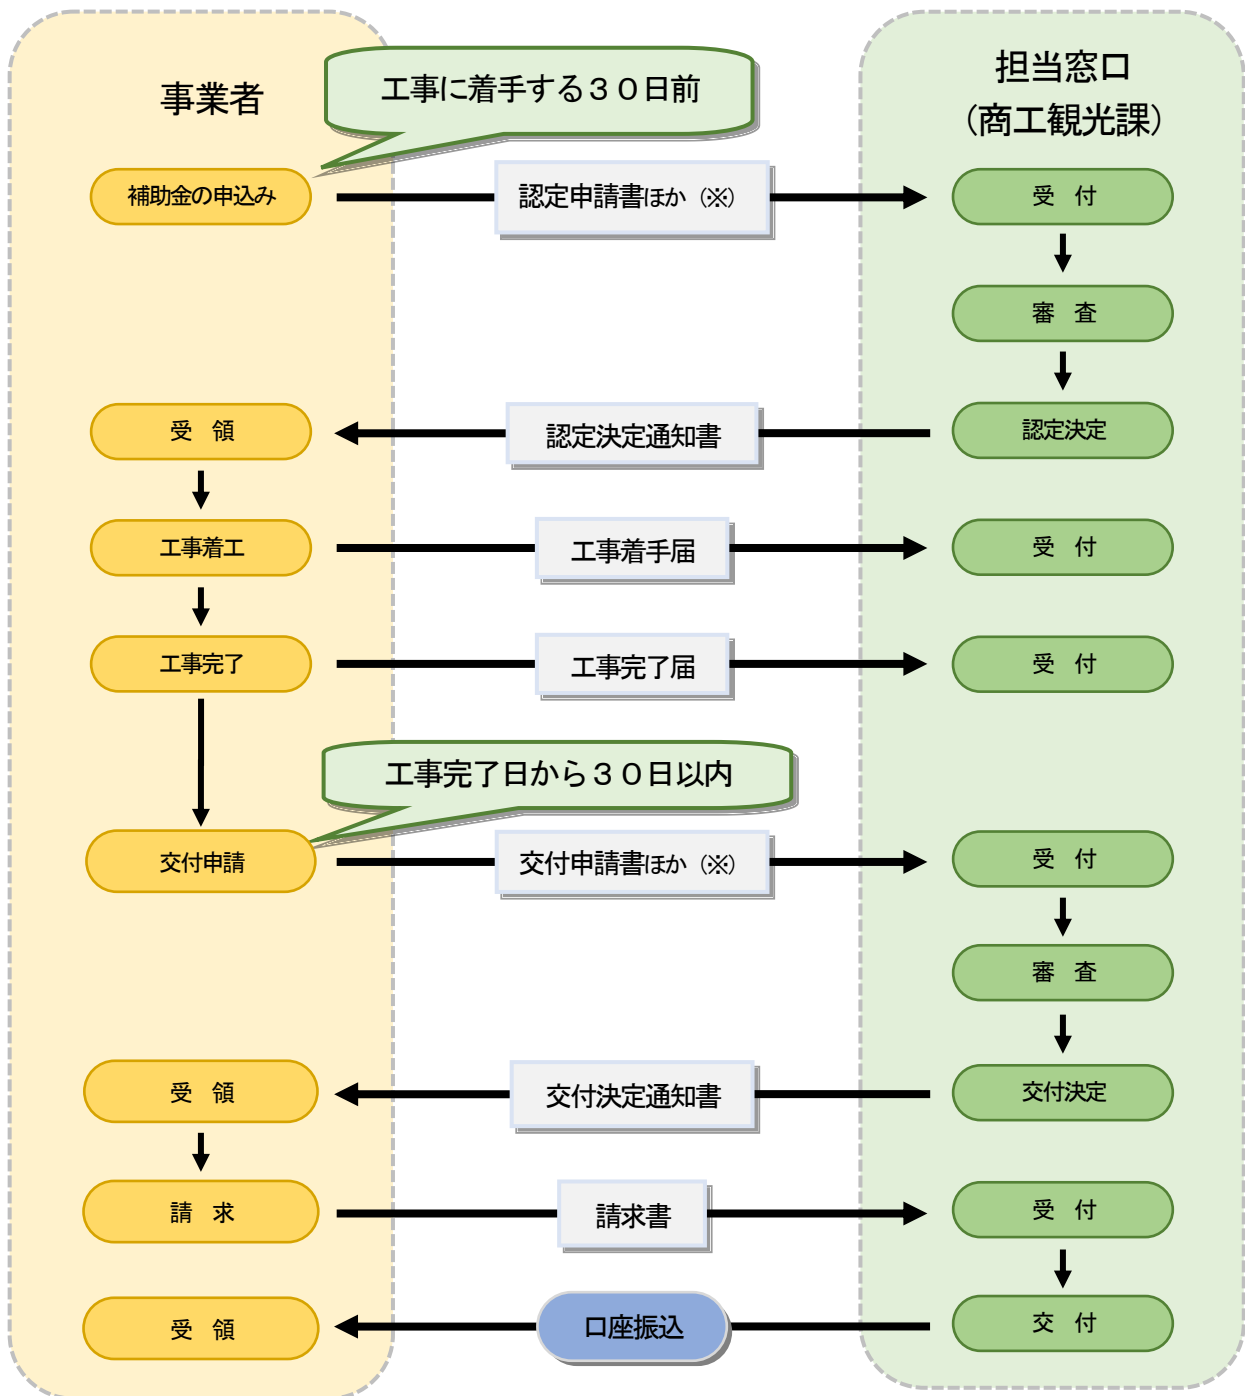 事業者
工事に着手する３０日前
担当窓口
（商工観光課）
補助金の申込み
認定申請書ほか（※）
受　付
審　査
受　領
認定決定通知書
認定決定
工事着工
工事着手届
受　付
工事完了
工事完了届
受　付
工事完了日から３０日以内
交付申請
交付申請書ほか（※）
受　付
審　査
受　領
交付決定通知書
交付決定
請　求
請求書
受　付
受　領
口座振込
交　付